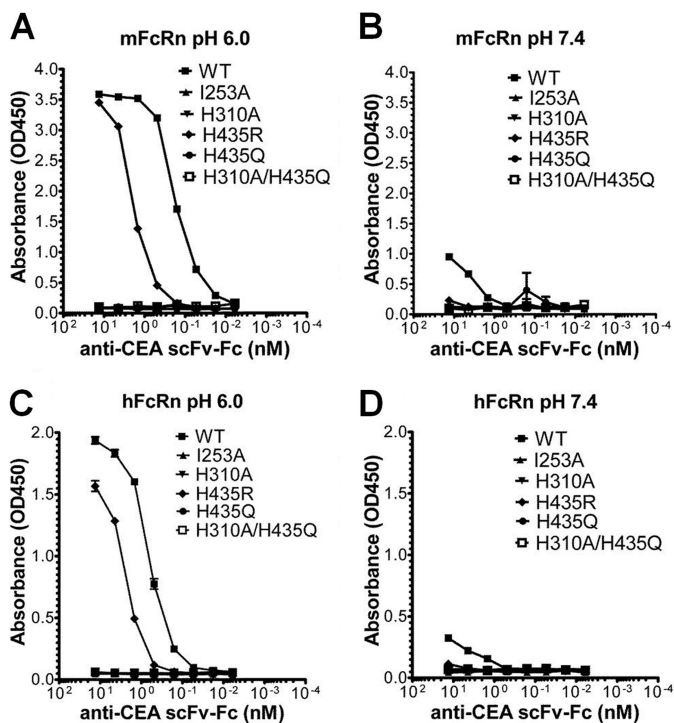 A
mFcRn pH 6.0
WT
I253A
H310A
H435R
H435Q
H310A/H435Q
Absorbance (OD450)
4.0
3.5
3.0
2.5
2.0
1.5
1.0
0.5
0.0
10² 10¹ 10⁰ 10⁻¹ 10⁻² 10⁻³ 10⁻⁴
anti-CEA scFv-Fc (nM)
B
mFcRn pH 7.4
WT
I253A
H310A
H435R
H435Q
H310A/H435Q
Absorbance (OD450)
4.0
3.5
3.0
2.5
2.0
1.5
1.0
0.5
0.0
10² 10¹ 10⁰ 10⁻¹ 10⁻² 10⁻³ 10⁻⁴
anti-CEA scFv-Fc (nM)
C
hFcRn pH 6.0
WT
I253A
H310A
H435R
H435Q
H310A/H435Q
Absorbance (OD450)
2.0
1.5
1.0
0.5
0.0
10² 10¹ 10⁰ 10⁻¹ 10⁻² 10⁻³ 10⁻⁴
anti-CEA scFv-Fc (nM)
D
hFcRn pH 7.4
WT
I253A
H310A
H435R
H435Q
H310A/H435Q
Absorbance (OD450)
2.0
1.5
1.0
0.5
0.0
10² 10¹ 10⁰ 10⁻¹ 10⁻² 10⁻³ 10⁻⁴
anti-CEA scFv-Fc (nM)